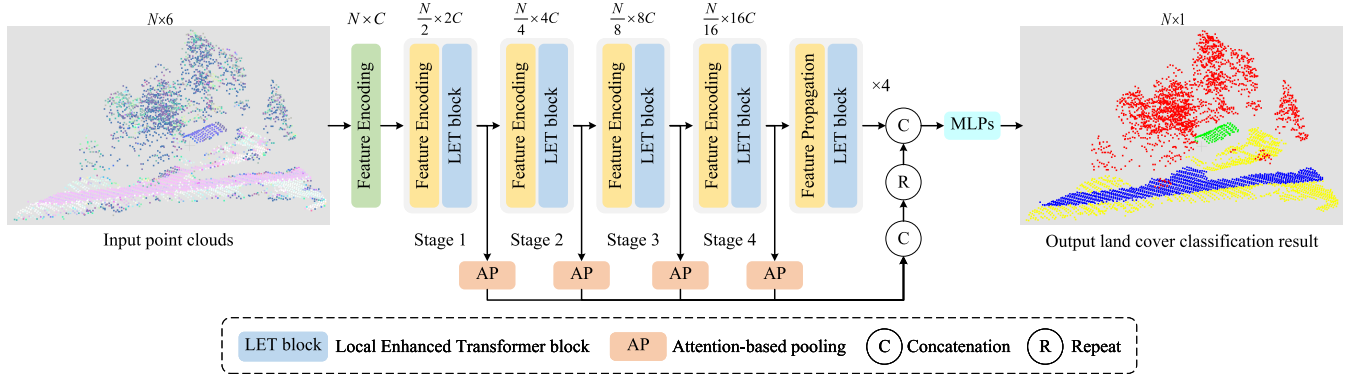 N×6
N×C
N/2×2C
N/4×4C
N/8×8C
N/16×16C
×4
N×1
Feature Encoding
Feature Encoding
LET block
Feature Encoding
LET block
Feature Encoding
LET block
Feature Encoding
LET block
Feature Propagation
LET block
C
MLPs
R
C
Input point clouds
Stage 1
Stage 2
Stage 3
Stage 4
Output land cover classification result
AP
AP
AP
AP
LET block Local Enhanced Transformer block AP Attention-based pooling C Concatenation R Repeat